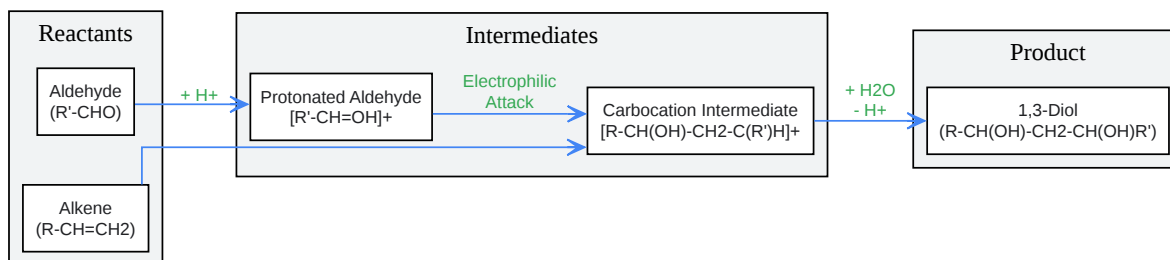 Reactants
Aldehyde
(R'-CHO)
Alkene
(R-CH=CH2)
+ H+
Intermediates
Protonated Aldehyde
[R'-CH=OH]+
Electrophilic
Attack
Carbocation Intermediate
[R-CH(OH)-CH2-C(R')H]+
+ H2O
- H+
Product
1,3-Diol
(R-CH(OH)-CH2-CH(OH)R')